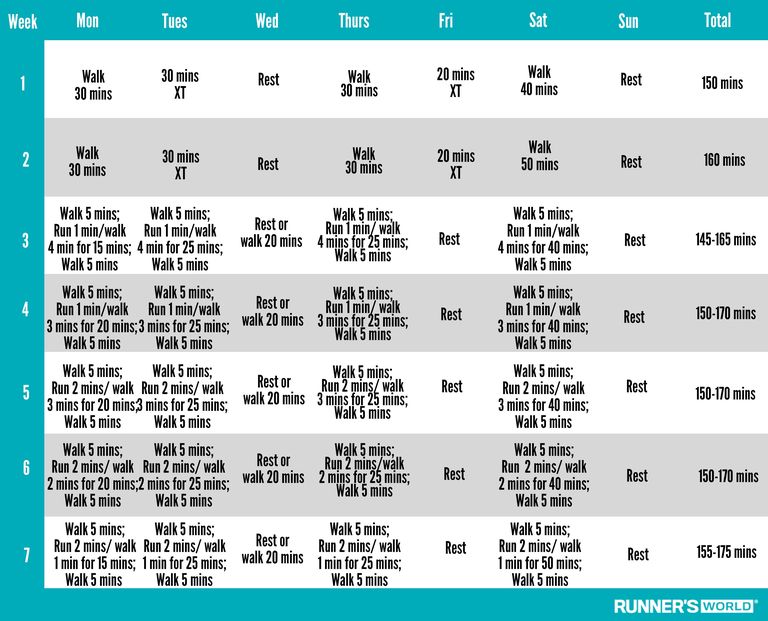 Week Mon Tues Wed Thurs Fri Sat Sun Total
1
Walk
30 mins
30 mins
XT
Rest
Walk
30 mins
20 mins
XT
Walk
40 mins
Rest
150 mins
2
Walk
30 mins
30 mins
XT
Rest
Walk
30 mins
20 mins
XT
Walk
50 mins
Rest
160 mins
3
Walk 5 mins;
Run 1 min/walk
4 min for 15 mins;
Walk 5 mins
Walk 5 mins;
Run 1 min/walk
4 min for 25 mins;
Walk 5 mins
Rest or
walk 20 mins
Walk 5 mins;
Run 1 min/ walk
4 mins for 25 mins;
Walk 5 mins
Rest
Walk 5 mins;
Run 1 min/walk
4 mins for 40 mins;
Walk 5 mins
Rest
145-165 mins
4
Walk 5 mins;
Run 1 min/walk
3 mins for 20 mins;
Walk 5 mins
Walk 5 mins;
Run 1 min/walk
3 mins for 25 mins;
Walk 5 mins
Rest or
walk 20 mins
Walk 5 mins;
Run 1 min/ walk
3 mins for 25 mins;
Walk 5 mins
Rest
Walk 5 mins;
Run 1 min/ walk
3 mins for 40 mins;
Walk 5 mins
Rest
150-170 mins
5
Walk 5 mins;
Run 2 mins/ walk
3 mins for 20 mins;
Walk 5 mins
Walk 5 mins;
Run 2 mins/ walk
3 mins for 25 mins;
Walk 5 mins
Rest or
walk 20 mins
Walk 5 mins;
Run 2 mins/ walk
3 mins for 25 mins;
Walk 5 mins
Rest
Walk 5 mins;
Run 2 mins/ walk
3 mins for 40 mins;
Walk 5 mins
Rest
150-170 mins
6
Walk 5 mins;
Run 2 mins/ walk
2 mins for 20 mins;
Walk 5 mins
Walk 5 mins;
Run 2 mins/ walk
2 mins for 25 mins;
Walk 5 mins
Rest or
walk 20 mins
Walk 5 mins;
Run 2 mins/walk
2 mins for 25 mins;
Walk 5 mins
Rest
Walk 5 mins;
Run 2 mins/ walk
2 mins for 40 mins;
Walk 5 mins
Rest
150-170 mins
7
Walk 5 mins;
Run 2 mins/ walk
1 min for 15 mins;
Walk 5 mins
Walk 5 mins;
Run 2 mins/ walk
1 min for 25 mins;
Walk 5 mins
Rest or
walk 20 mins
Walk 5 mins;
Run 2 mins/ walk
1 min for 25 mins;
Walk 5 mins
Rest
Walk 5 mins;
Run 2 mins/ walk
1 min for 50 mins;
Walk 5 mins
Rest
155-175 mins
RUNNER'S WORLD